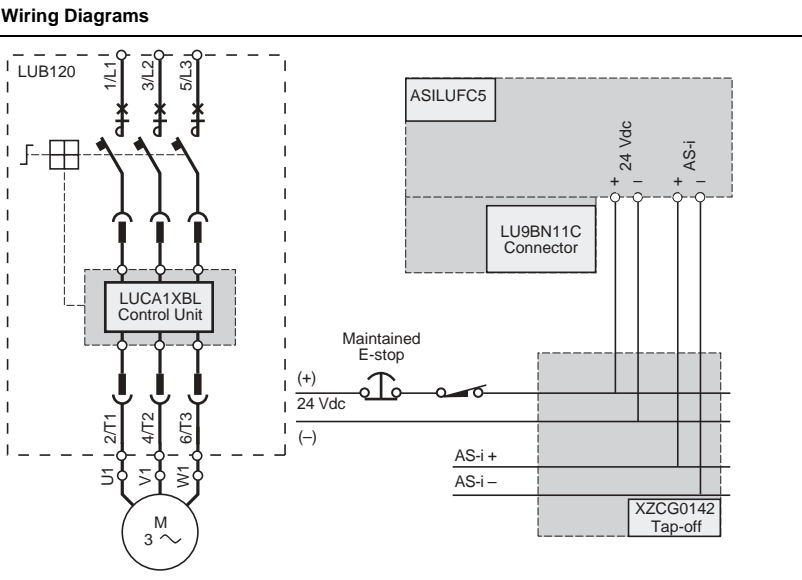 Wiring Diagrams
LUB120
1/L1
3/L2
5/L3
ASILUFC5
24 Vdc
AS-i
+ – + –
LU9BN11C
Connector
LUCA1XBL
Control Unit
Maintained
E-stop
(+)
24 Vdc
(–)
2/T1
4/T2
6/T3
AS-i +
AS-i –
U1
V1
W1
XZCG0142
Tap-off
M
3 ~